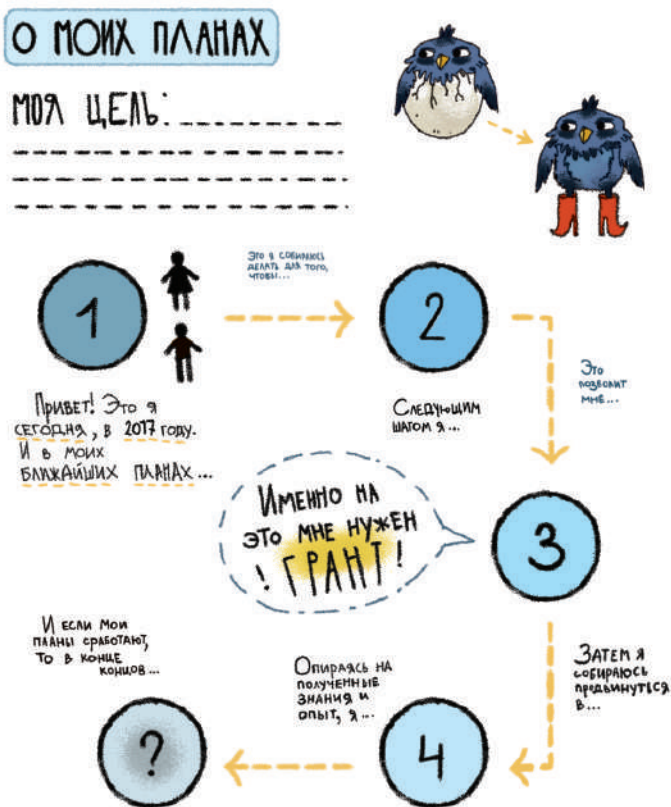 О МОИХ ПЛАНАХ
МОЯ ЦЕЛЬ:
1
Это я собираюсь
делать для того,
чтобы...
2
Привет! Это я
сегодня, в 2017 году.
И в моих
ближайших планах...
Следующим
шагом я...
Это
позволит
мне...
Именно на
это мне нужен
! ГРАНТ!
3
И если мои
планы сработают,
то в конце
концов...
Опираясь на
полученные
знания и
опыт, я...
Затем я
собираюсь
продвинуться
в...
?
4